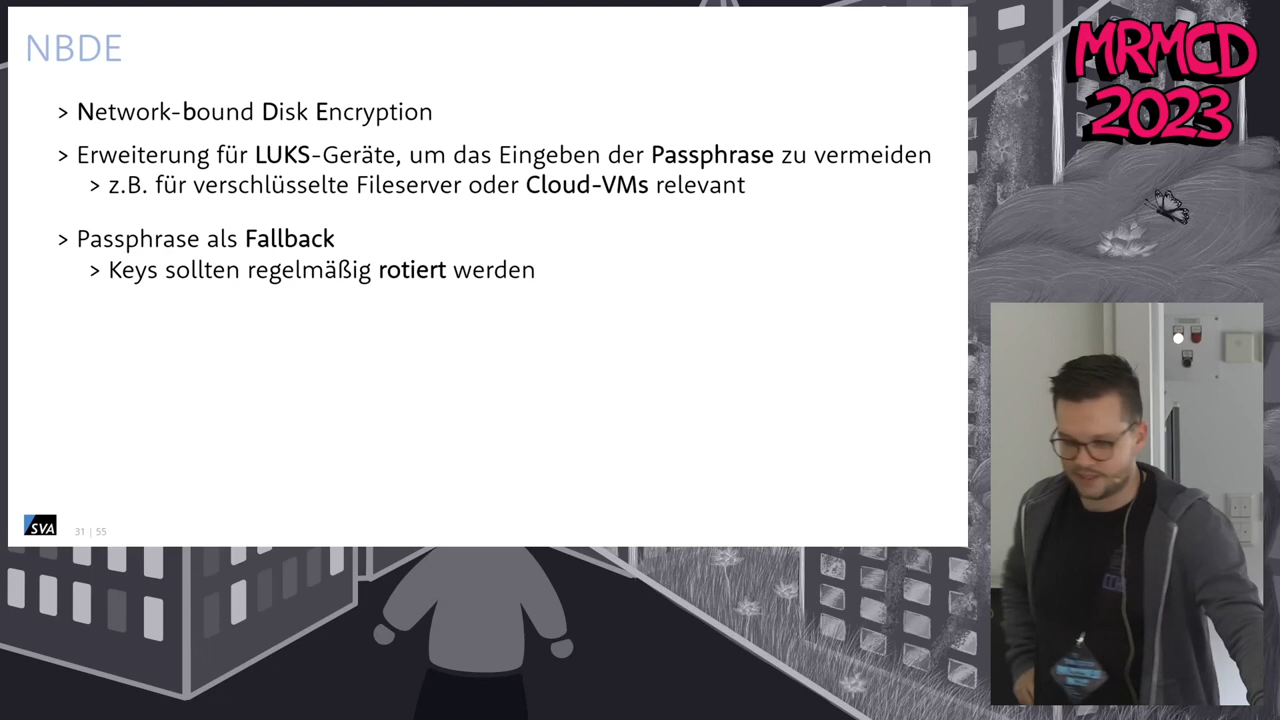 NBDE
> Network-bound Disk Encryption
> Erweiterung für LUKS-Geräte, um das Eingeben der Passphrase zu vermeiden
> z.B. für verschlüsselte Fileserver oder Cloud-VMs relevant
> Passphrase als Fallback
> Keys sollten regelmäßig rotiert werden
SVA
31 | 55
MRMCD
2023